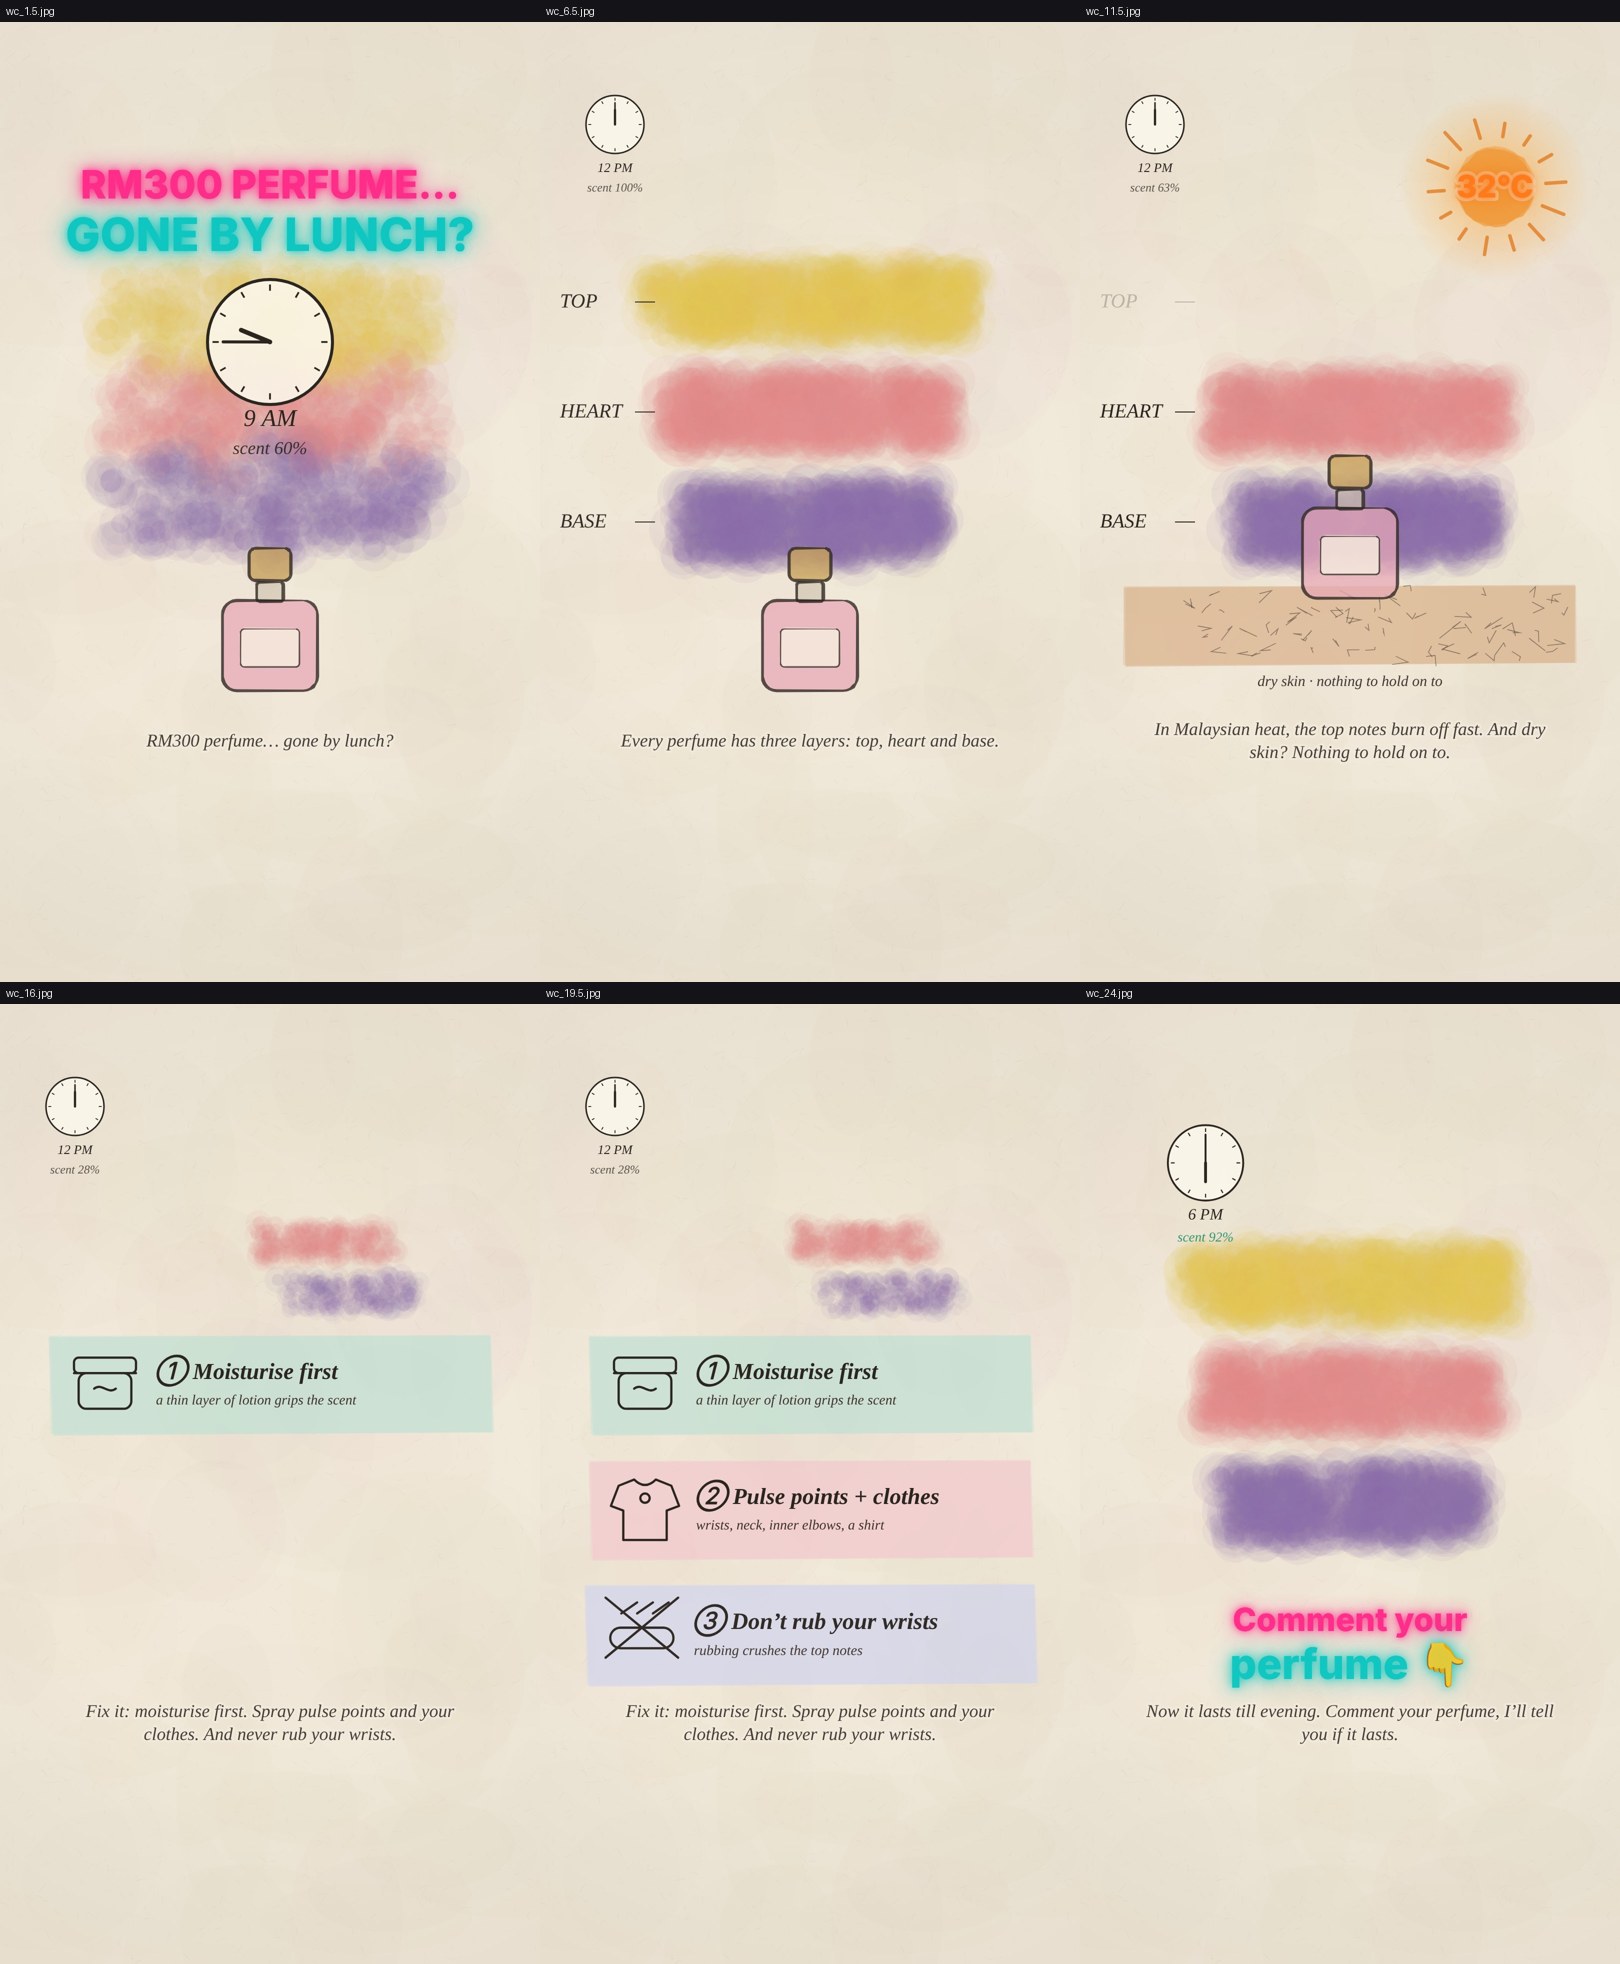 wc_1.5.jpg
RM300 PERFUME...
GONE BY LUNCH?
9 AM
scent 60%
RM300 perfume… gone by lunch?
wc_6.5.jpg
12 PM
scent 100%
TOP
HEART
BASE
Every perfume has three layers: top, heart and base.
wc_11.5.jpg
12 PM
scent 63%
32°C
TOP
HEART
BASE
dry skin · nothing to hold on to
In Malaysian heat, the top notes burn off fast. And dry
skin? Nothing to hold on to.
wc_16.jpg
12 PM
scent 28%
① Moisturise first
a thin layer of lotion grips the scent
Fix it: moisturise first. Spray pulse points and your
clothes. And never rub your wrists.
wc_19.5.jpg
12 PM
scent 28%
① Moisturise first
a thin layer of lotion grips the scent
② Pulse points + clothes
wrists, neck, inner elbows, a shirt
③ Don’t rub your wrists
rubbing crushes the top notes
Fix it: moisturise first. Spray pulse points and your
clothes. And never rub your wrists.
wc_24.jpg
6 PM
scent 92%
Comment your
perfume 👇
Now it lasts till evening. Comment your perfume, I’ll tell
you if it lasts.